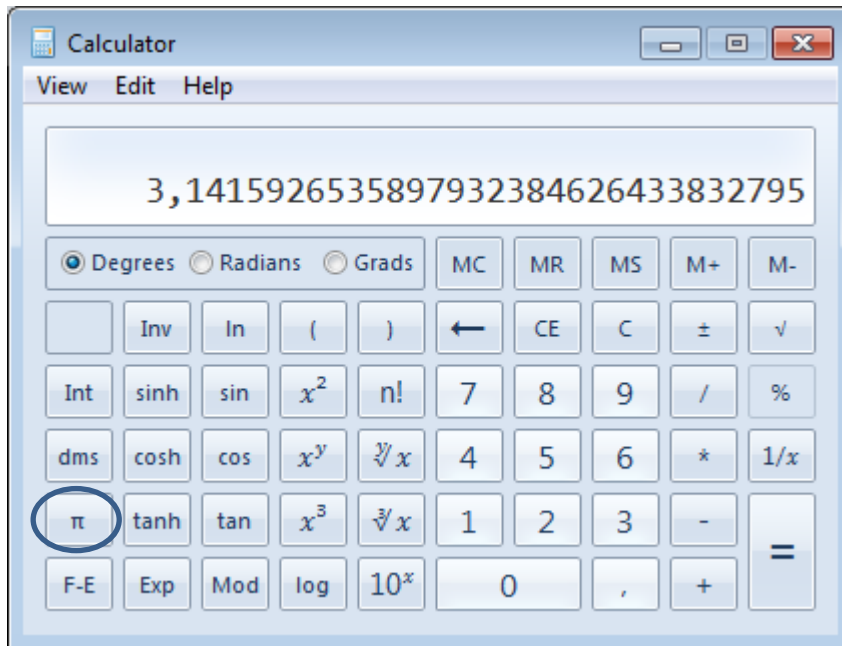 Calculator
View Edit Help
3,1415926535897932384626433832795
Degrees Radians Grads MC MR MS M+ M-
Inv ln ( ) ← CE C ± √
Int sinh sin x² n! 7 8 9 / %
dms cosh cos xʸ ʸ√x 4 5 6 * 1/x
π tanh tan x³ ³√x 1 2 3 - =
F-E Exp Mod log 10ˣ 0 , +